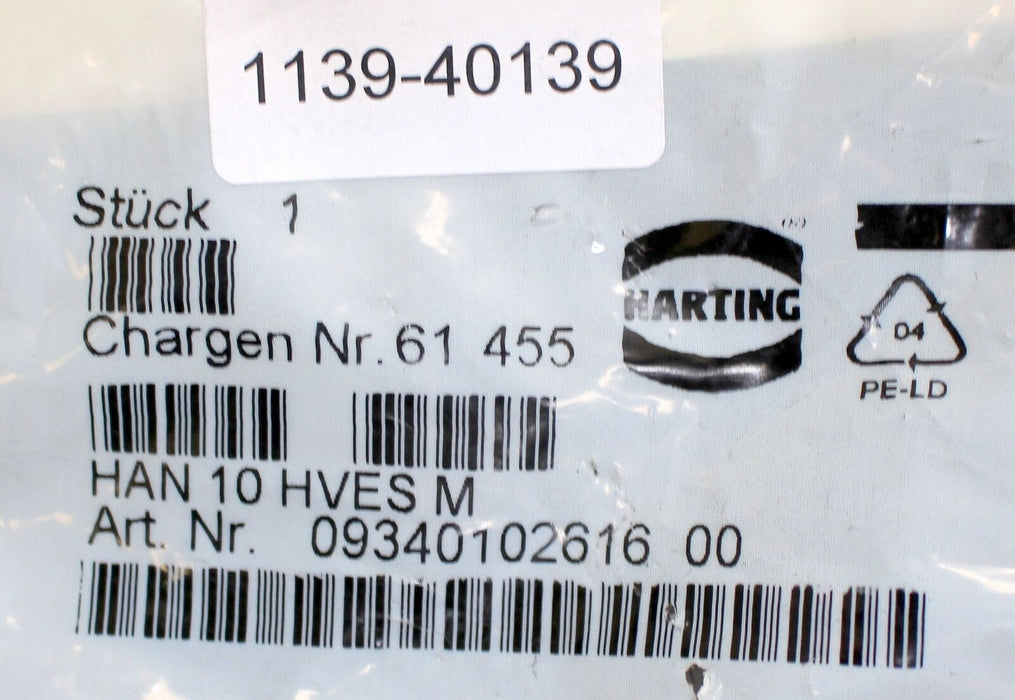 1139-40139
Stück 1
HARTING
Chargen Nr. 61 455
04
PE-LD
HAN 10 HVES M
Art. Nr. 09340102616 00